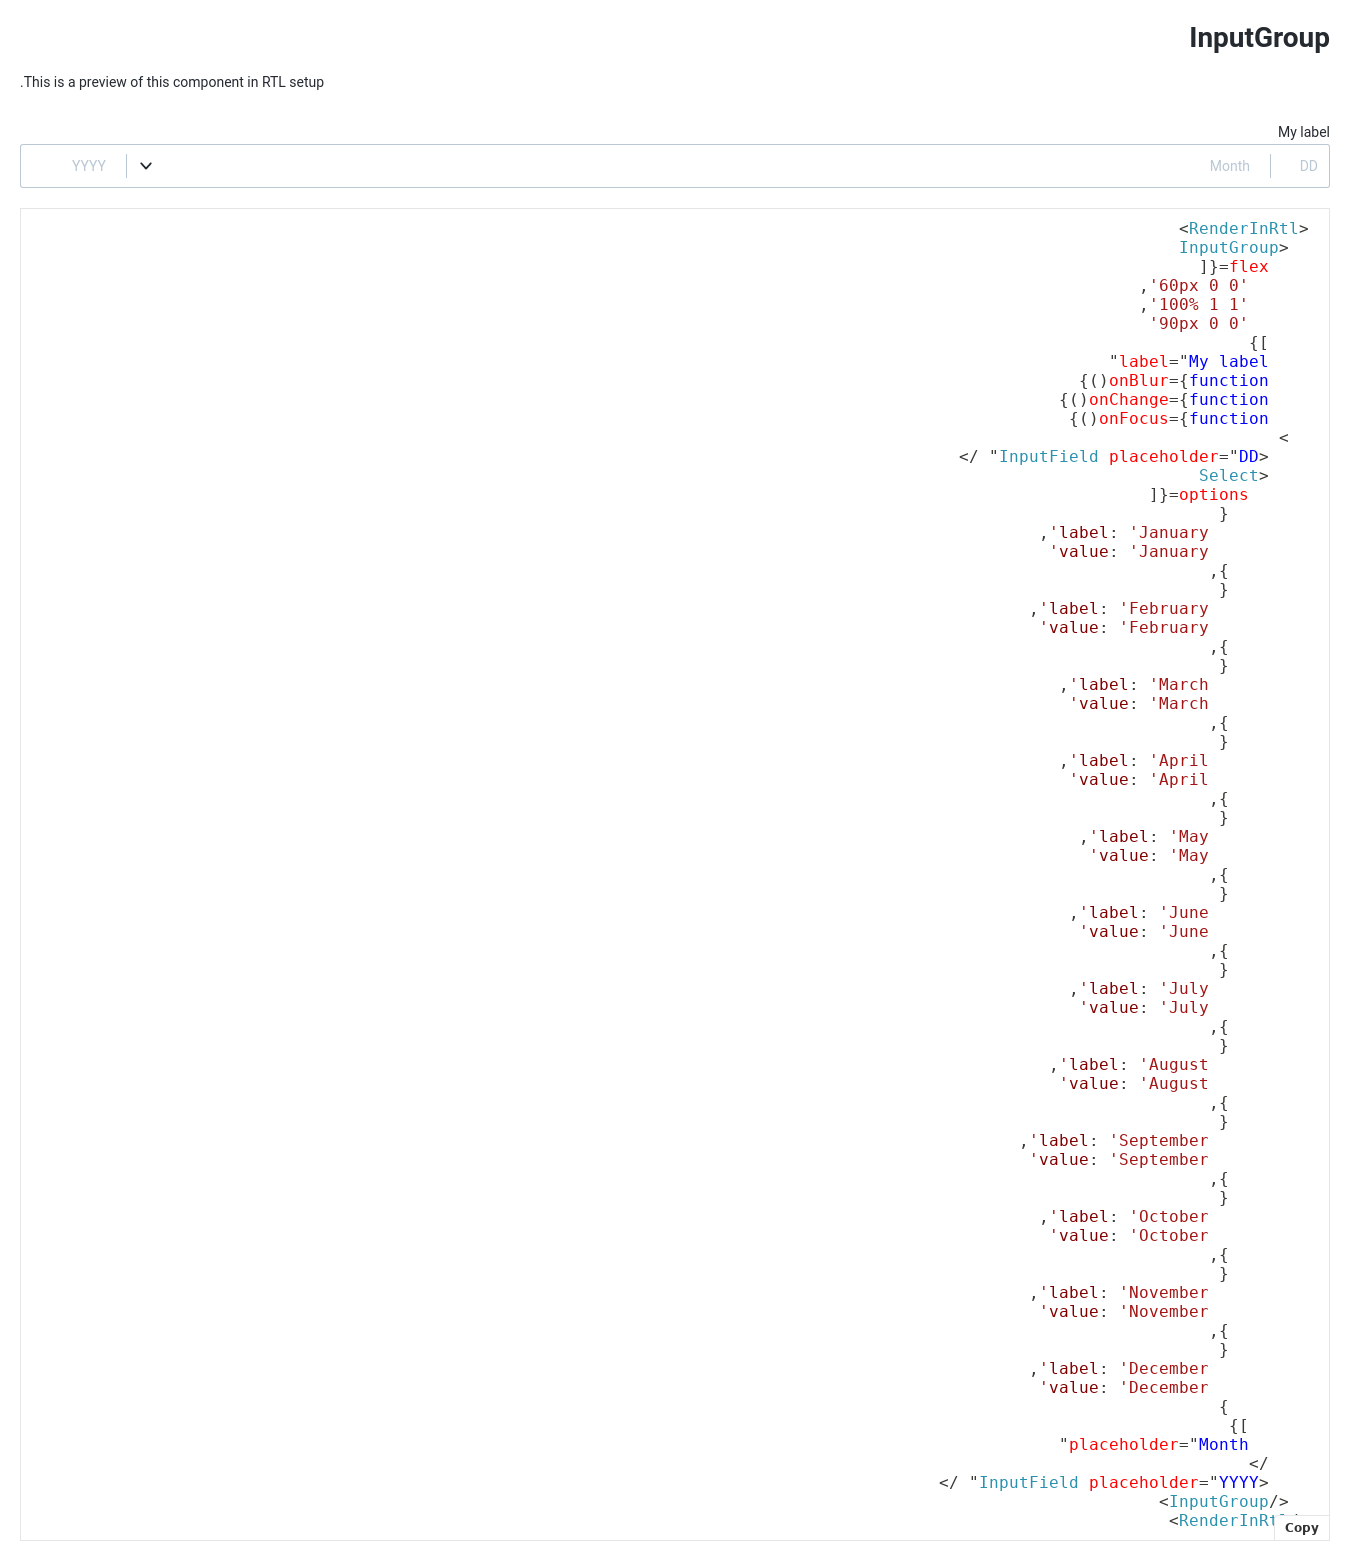 InputGroup
.This is a preview of this component in RTL setup
My label
YYYY Month DD
<RenderInRtl>
InputGroup>
]}=flex
,'60px 0 0'
,'100% 1 1'
'90px 0 0'
{[
"label="My label
{()onBlur={function
{()onChange={function
{()onFocus={function
<
</ "InputField placeholder="DD>
Select>
]}=options
}
,'label: 'January
'value: 'January
,{
}
,'label: 'February
'value: 'February
,{
}
,'label: 'March
'value: 'March
,{
}
,'label: 'April
'value: 'April
,{
}
,'label: 'May
'value: 'May
,{
}
,'label: 'June
'value: 'June
,{
}
,'label: 'July
'value: 'July
,{
}
,'label: 'August
'value: 'August
,{
}
,'label: 'September
'value: 'September
,{
}
,'label: 'October
'value: 'October
,{
}
,'label: 'November
'value: 'November
,{
}
,'label: 'December
'value: 'December
{
{[
"placeholder="Month
</
</ "InputField placeholder="YYYY>
<InputGroup/>
<RenderInRt
Copy